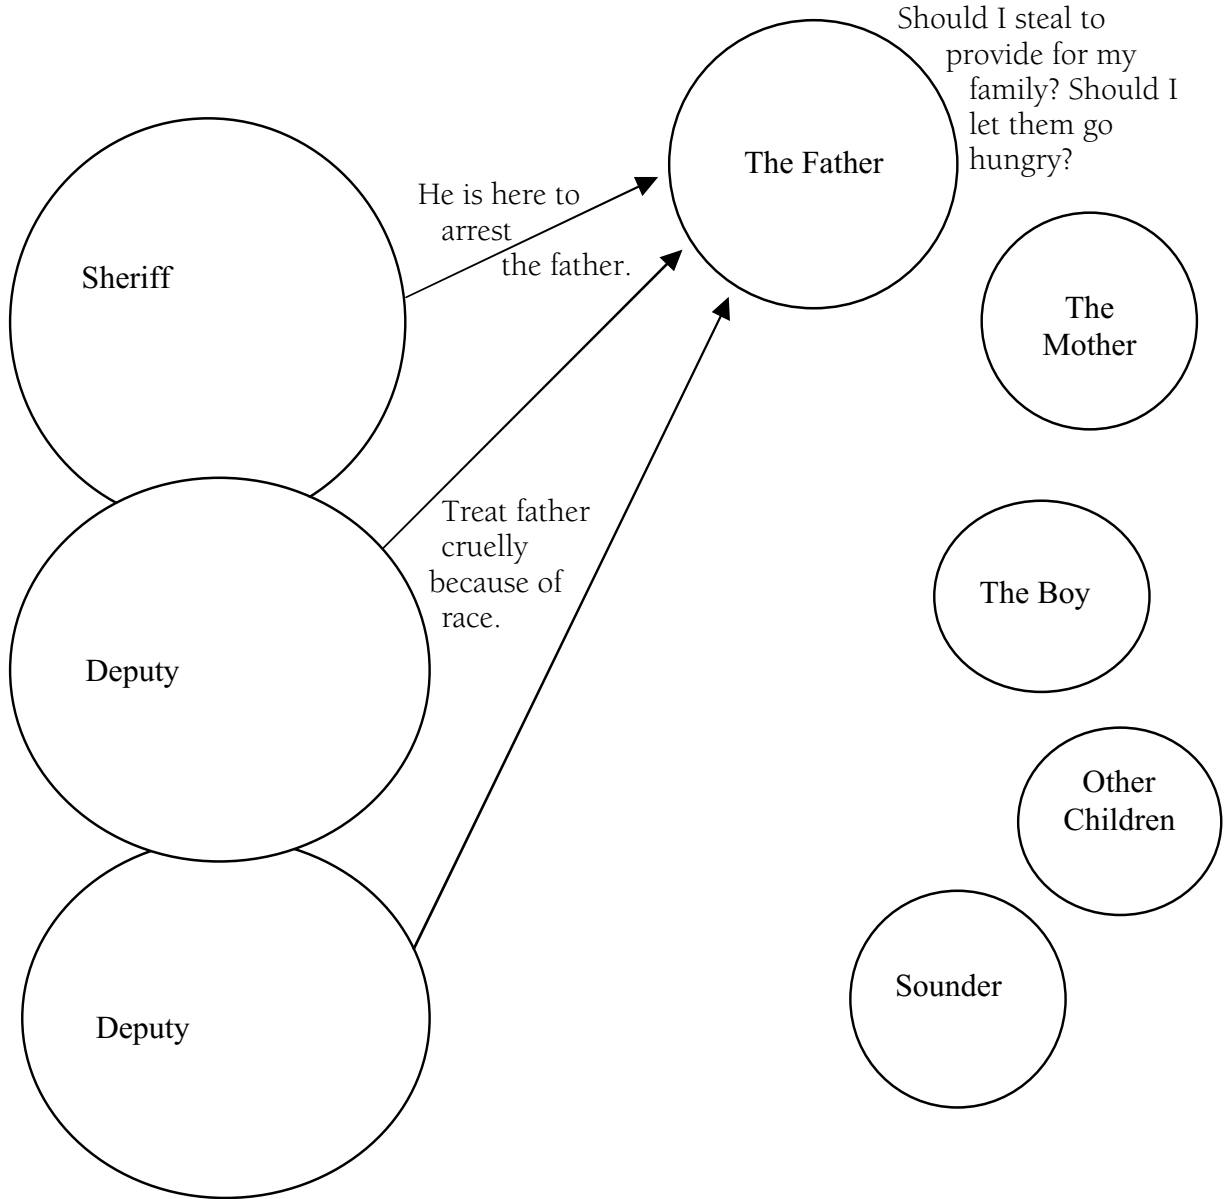 Should I steal to
provide for my
family? Should I
let them go
hungry?
The Father
He is here to
arrest
the father.
Sheriff
The
Mother
Treat father
cruelly
because of
race.
The Boy
Deputy
Other
Children
Sounder
Deputy